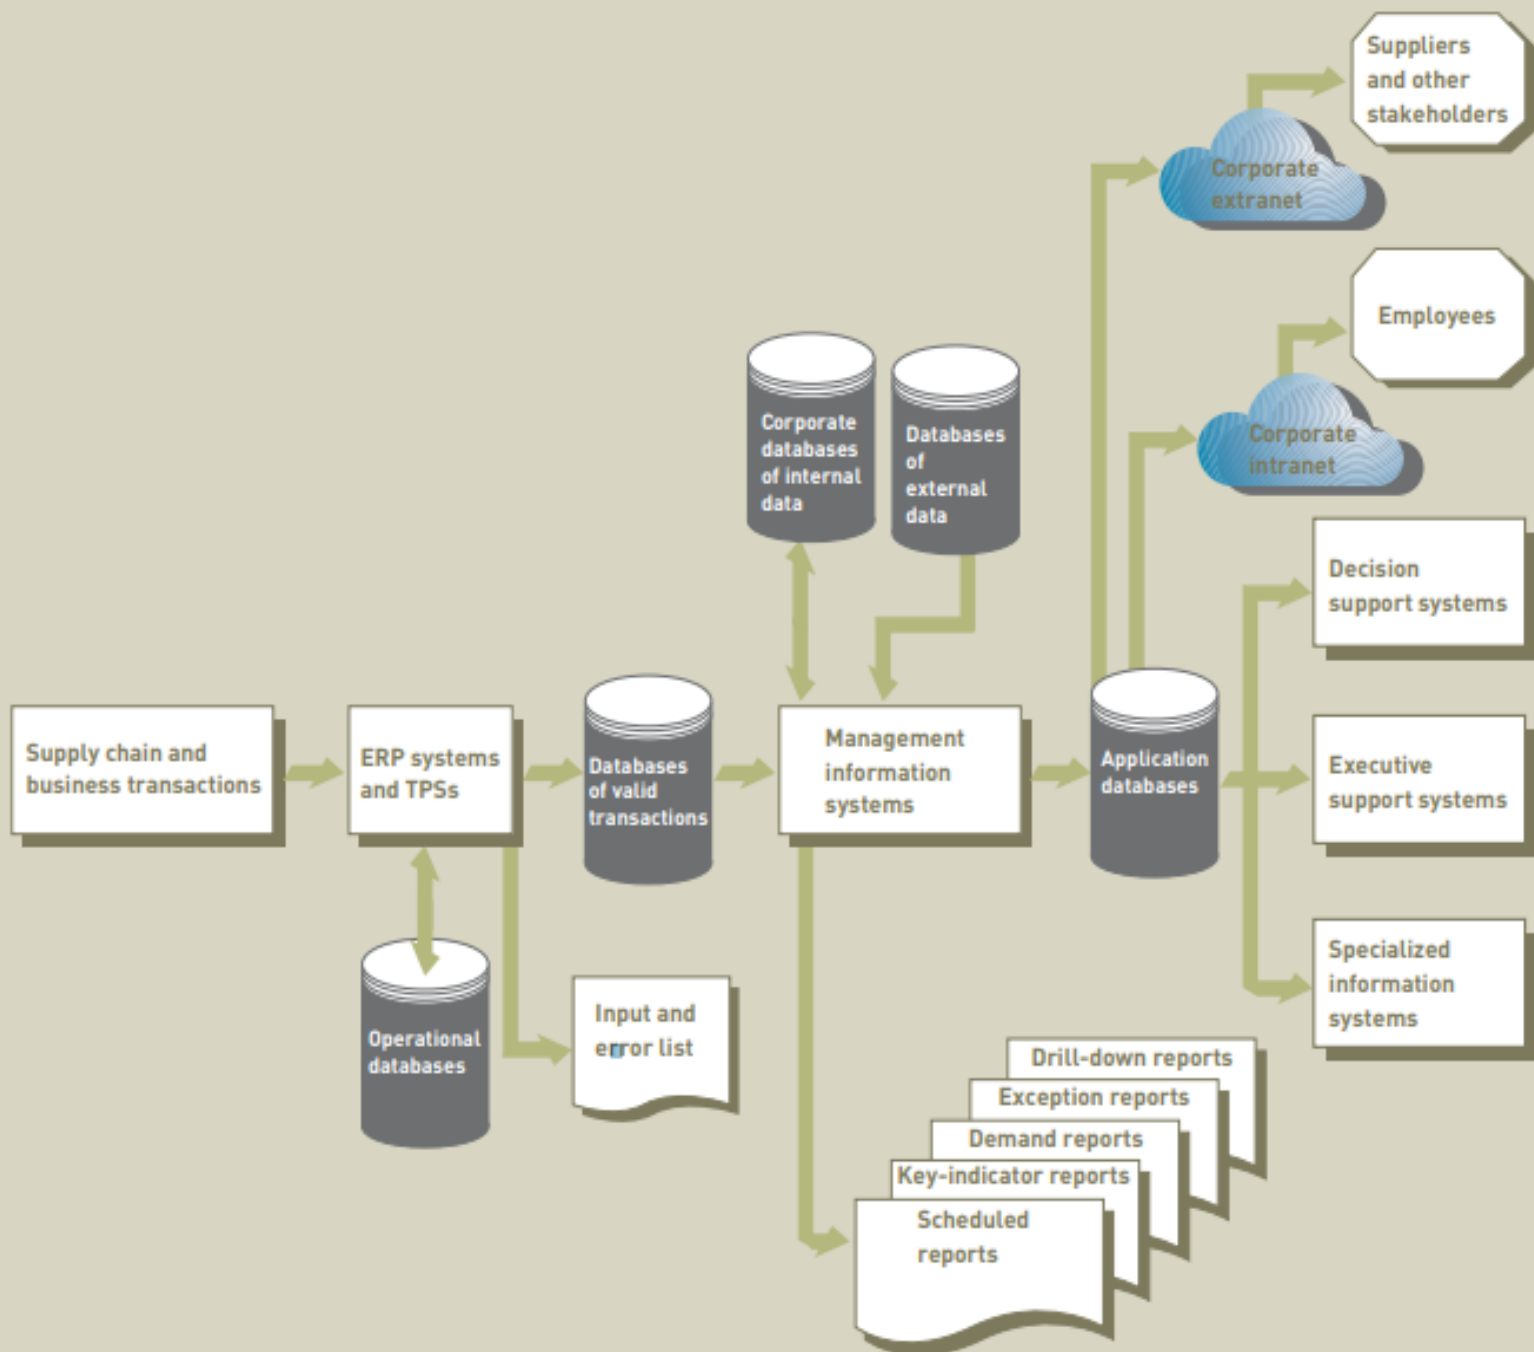 Suppliers
and other
stakeholders
Corporate
extranet
Employees
Corporate
intranet
Corporate
databases
of internal
data
Databases
of
external
data
Decision
support systems
Supply chain and
business transactions
ERP systems
and TPSs
Databases
of valid
transactions
Management
information
systems
Application
databases
Executive
support systems
Operational
databases
Input and
error list
Specialized
information
systems
Drill-down reports
Exception reports
Demand reports
Key-indicator reports
Scheduled
reports